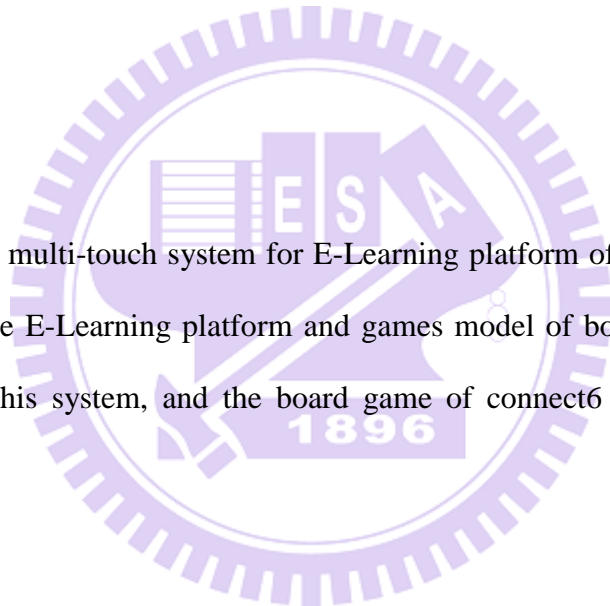 E S A
multi-touch system for E-Learning platform of
e E-Learning platform and games model of bo
his system, and the board game of connect6
1896